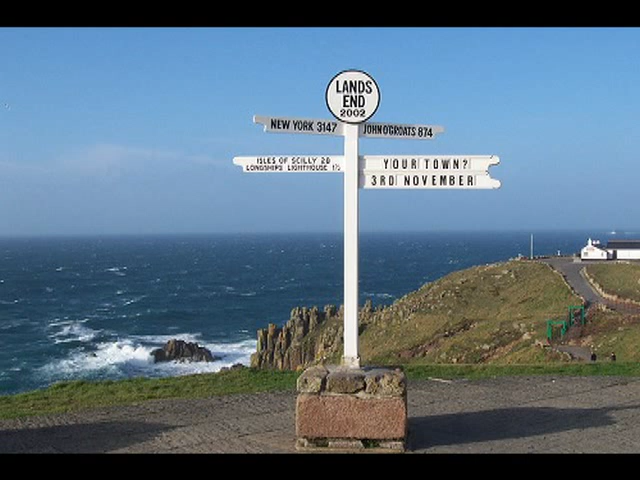 LANDS
END
2002
NEW YORK 3147
JOHN O'GROATS 874
ISLES OF SCILLY 28
LONGSHIPS LIGHTHOUSE 1½
YOUR TOWN?
3RD NOVEMBER